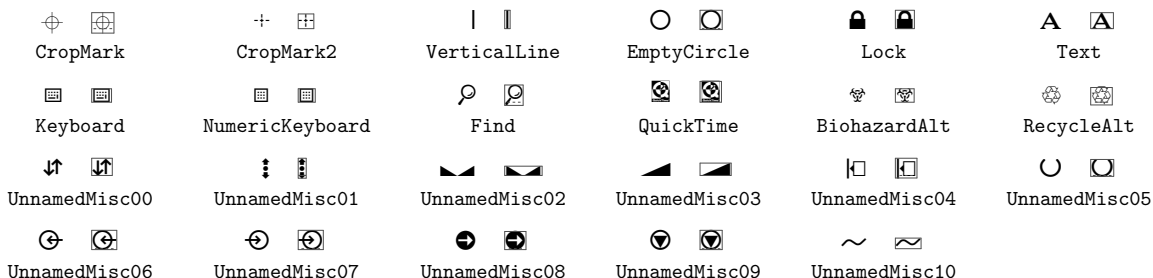 CropMark CropMark2 VerticalLine EmptyCircle Lock A A Text
Keyboard NumericKeyboard Find QuickTime BiohazardAlt RecycleAlt
UnnamedMisc00 UnnamedMisc01 UnnamedMisc02 UnnamedMisc03 UnnamedMisc04 UnnamedMisc05
UnnamedMisc06 UnnamedMisc07 UnnamedMisc08 UnnamedMisc09 UnnamedMisc10